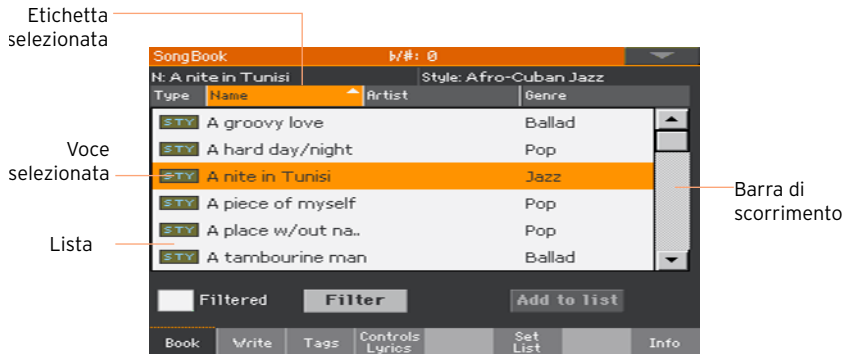 Etichetta
selezionata
SongBook ♭/#: 0
N: A nite in Tunisi Style: Afro-Cuban Jazz
Type Name Artist Genre
STY A groovy love Ballad
STY A hard day/night Pop
Voce
selezionata
STY A nite in Tunisi Jazz
Barra di
scorrimento
STY A piece of myself Pop
STY A place w/out na.. Pop
Lista
STY A tambourine man Ballad
Filtered Filter Add to list
Book Write Tags Controls Lyrics Set List Info